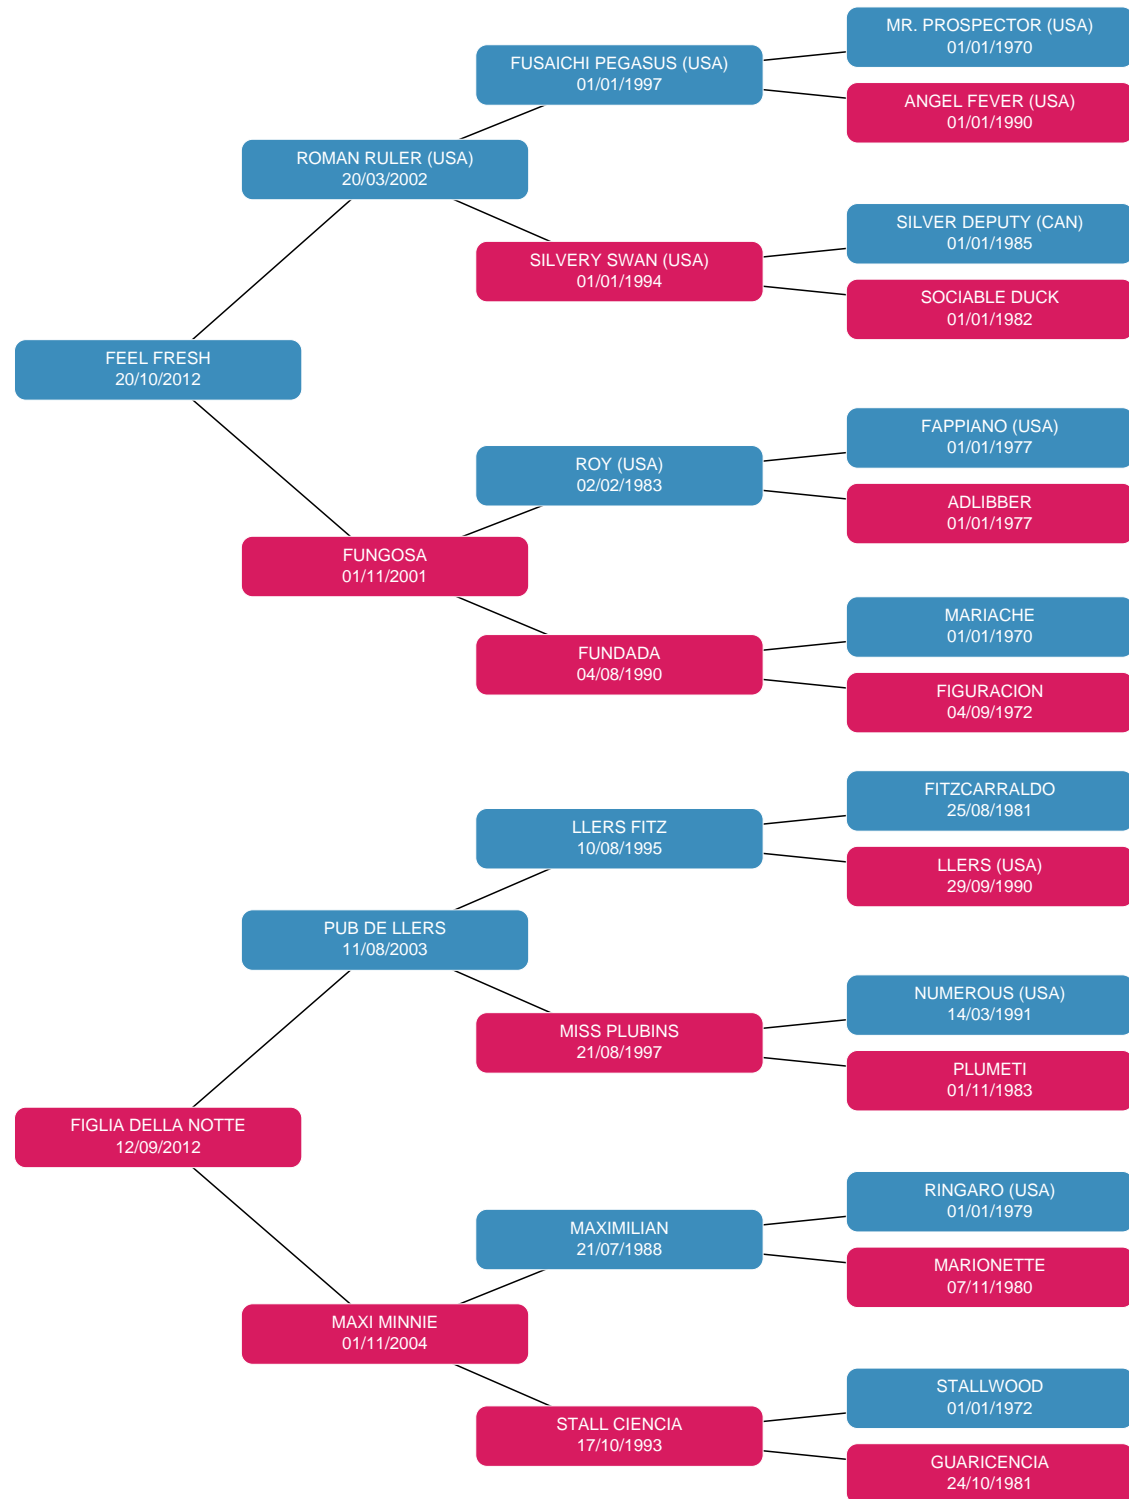 MR. PROSPECTOR (USA)
01/01/1970
FUSAICHI PEGASUS (USA)
01/01/1997
ANGEL FEVER (USA)
01/01/1990
ROMAN RULER (USA)
20/03/2002
SILVER DEPUTY (CAN)
01/01/1985
SILVERY SWAN (USA)
01/01/1994
SOCIABLE DUCK
01/01/1982
FEEL FRESH
20/10/2012
FAPPIANO (USA)
01/01/1977
ROY (USA)
02/02/1983
ADLIBBER
01/01/1977
FUNGOSA
01/11/2001
MARIACHE
01/01/1970
FUNDADA
04/08/1990
FIGURACION
04/09/1972
FITZCARRALDO
25/08/1981
LLERS FITZ
10/08/1995
LLERS (USA)
29/09/1990
PUB DE LLERS
11/08/2003
NUMEROUS (USA)
14/03/1991
MISS PLUBINS
21/08/1997
PLUMETI
01/11/1983
FIGLIA DELLA NOTTE
12/09/2012
RINGARO (USA)
01/01/1979
MAXIMILIAN
21/07/1988
MARIONETTE
07/11/1980
MAXI MINNIE
01/11/2004
STALLWOOD
01/01/1972
STALL CIENCIA
17/10/1993
GUARICENCIA
24/10/1981